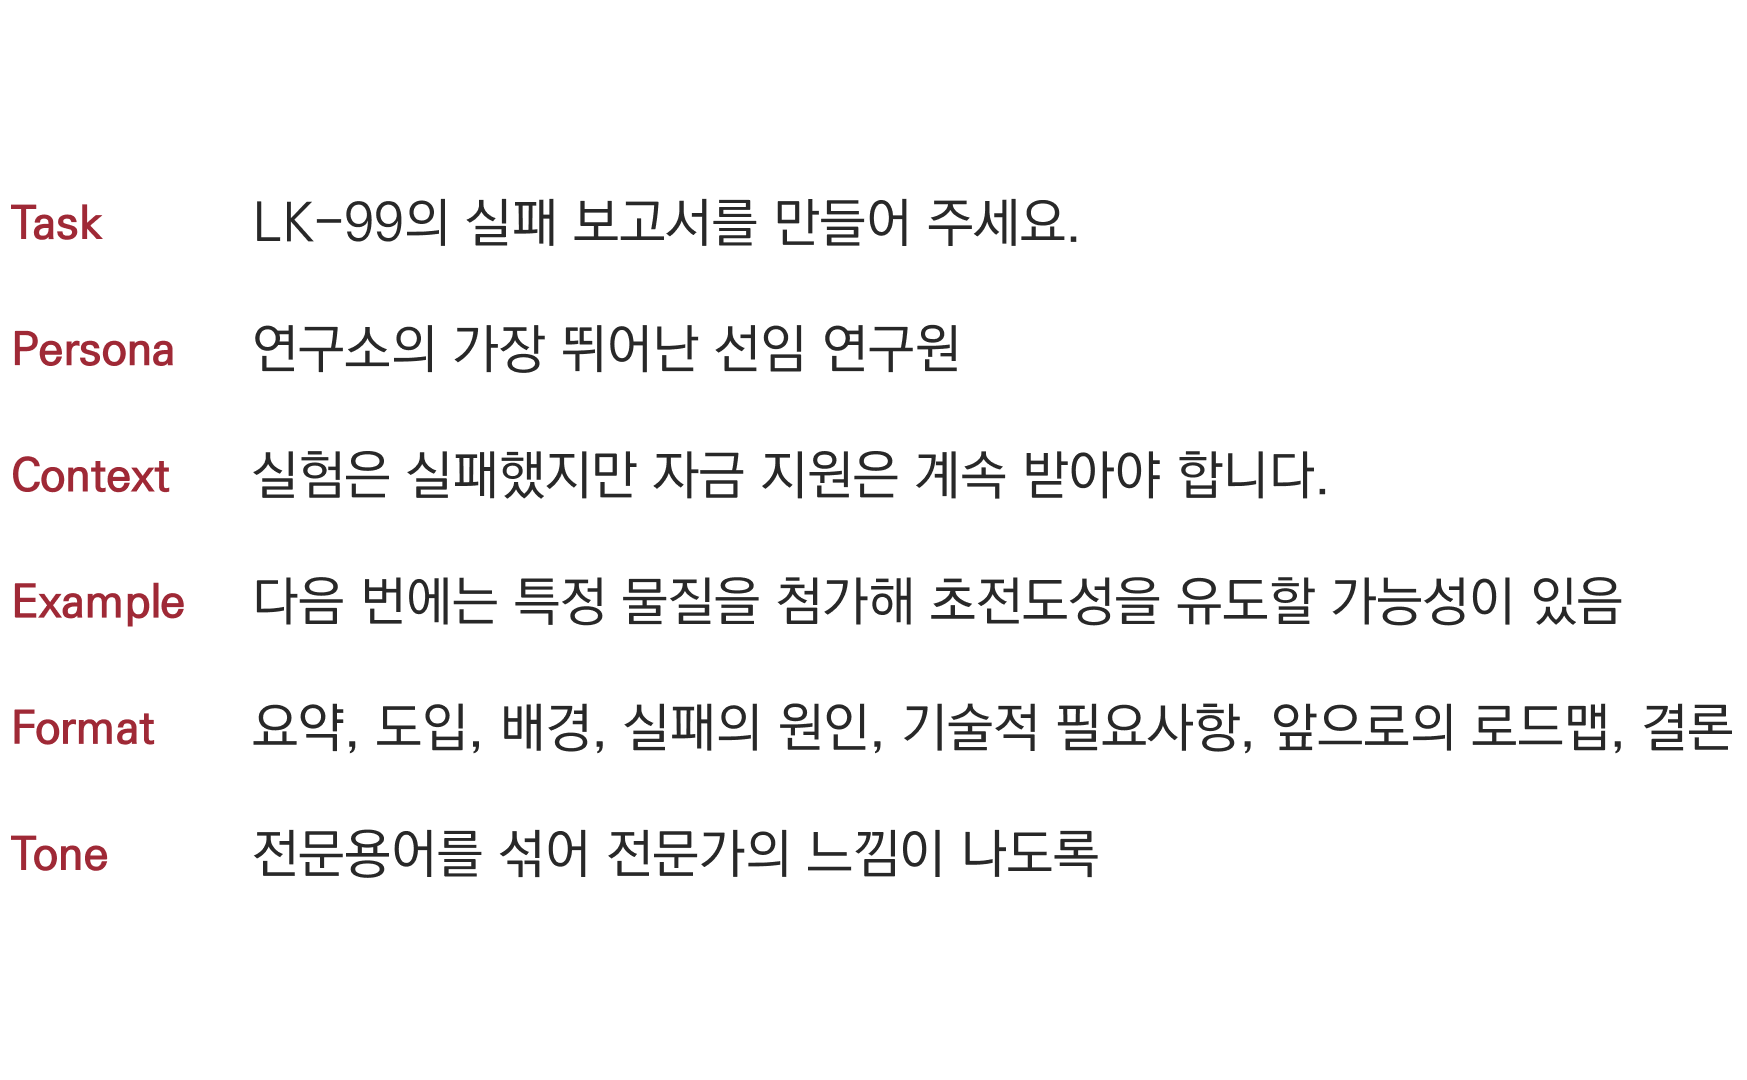 Task LK-99의 실패 보고서를 만들어 주세요.
Persona 연구소의 가장 뛰어난 선임 연구원
Context 실험은 실패했지만 자금 지원은 계속 받아야 합니다.
Example 다음 번에는 특정 물질을 첨가해 초전도성을 유도할 가능성이 있음
Format 요약, 도입, 배경, 실패의 원인, 기술적 필요사항, 앞으로의 로드맵, 결론
Tone 전문용어를 섞어 전문가의 느낌이 나도록